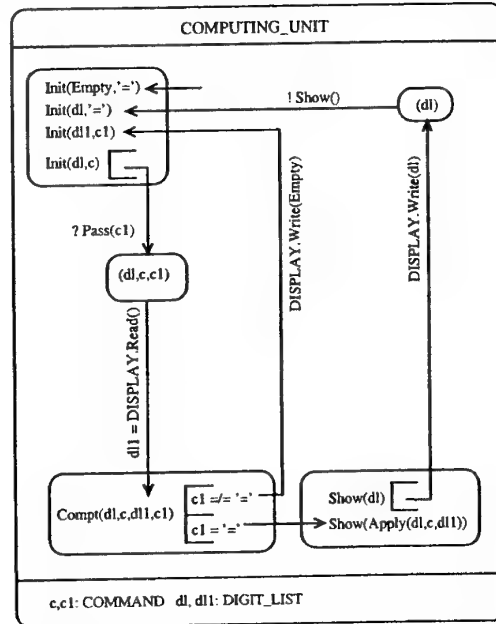 COMPUTING_UNIT
Init(Empty,'=')
Init(dl,'=')
Init(dl1,c1)
Init(dl,c)
! Show()
(dl)
? Pass(c1)
(dl,c,c1)
DISPLAY.Write(Empty)
DISPLAY.Write(dl)
dl1 = DISPLAY.Read()
Compt(dl,c,dl1,c1)
c1 =/= '='
c1 = '='
Show(dl)
Show(Apply(dl,c,dl1))
c,c1: COMMAND dl, dl1: DIGIT_LIST